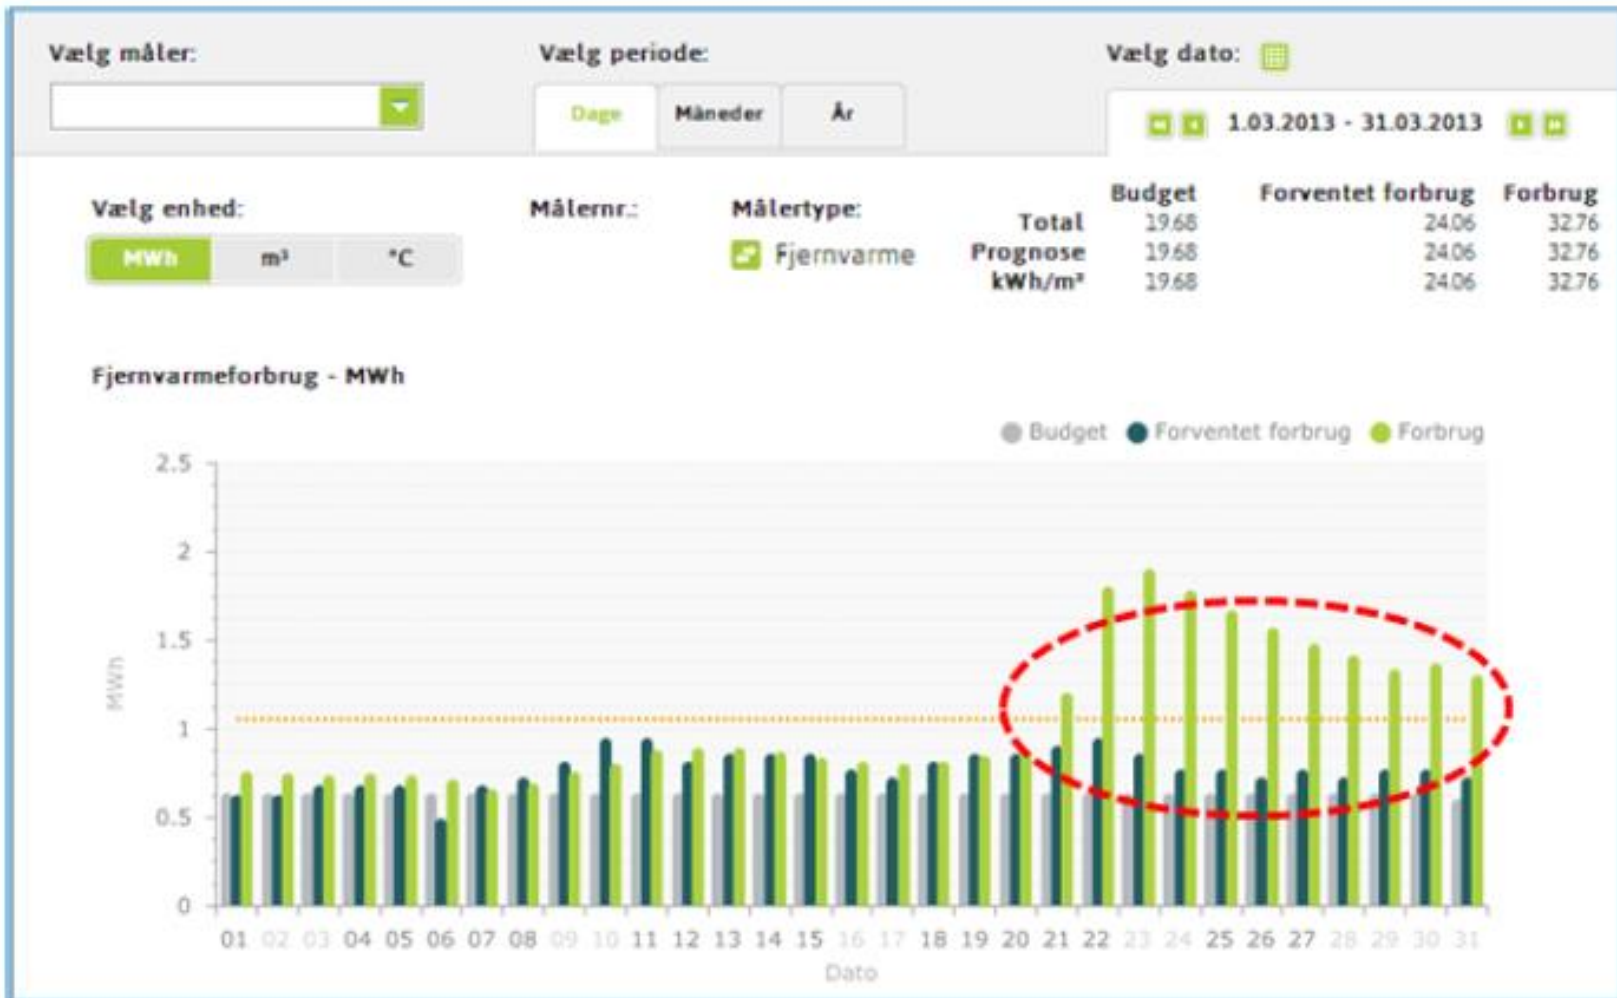 Vælg måler:
Vælg periode:
Vælg dato:
Dage Måneder År
1.03.2013 - 31.03.2013
Vælg enhed:
MWh m³ °C
Målernr.:
Målertype:
Fjernvarme
Budget Forventet forbrug Forbrug
Total 19.68 24.06 32.76
Prognose 19.68 24.06 32.76
kWh/m² 19.68 24.06 32.76
Fjernvarmeforbrug - MWh
Budget Forventet forbrug Forbrug
2.5
2
1.5
1
0.5
0
MWh
01 02 03 04 05 06 07 08 09 10 11 12 13 14 15 16 17 18 19 20 21 22 23 24 25 26 27 28 29 30 31
Dato